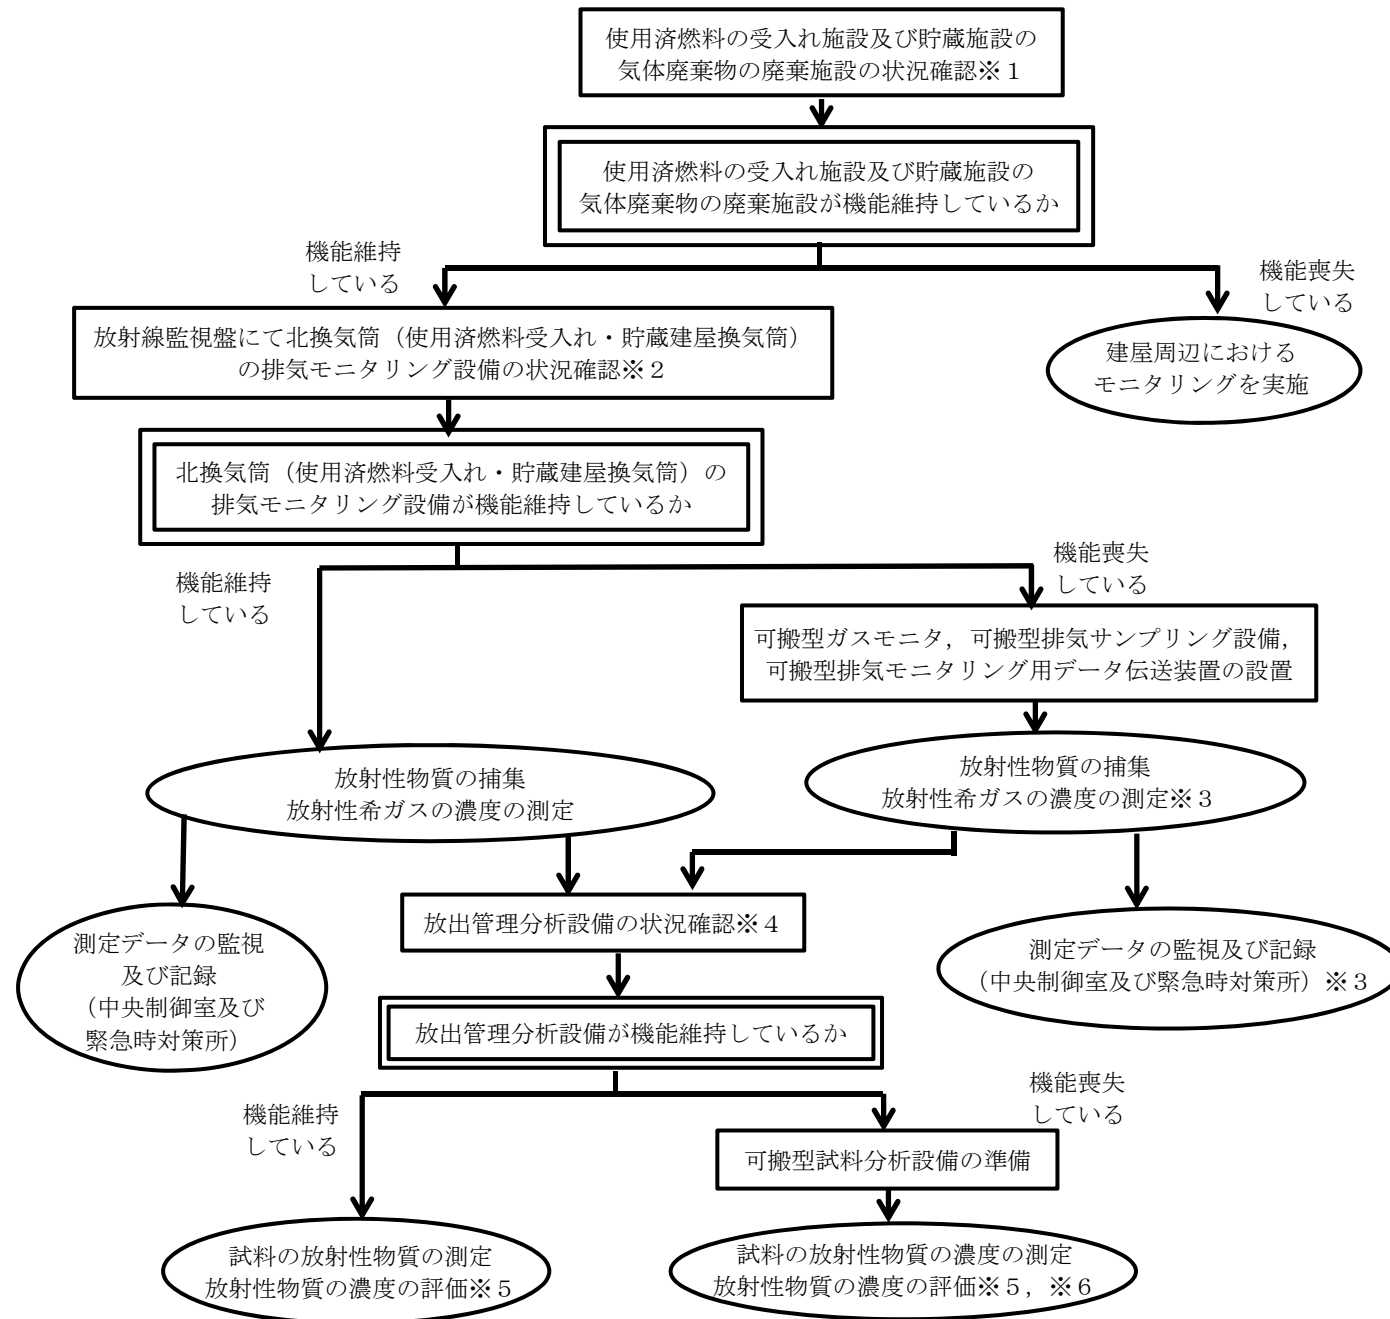 使用済燃料の受入れ施設及び貯蔵施設の
気体廃棄物の廃棄施設の状況確認※１
使用済燃料の受入れ施設及び貯蔵施設の
気体廃棄物の廃棄施設が機能維持しているか
機能維持
している
機能喪失
している
放射線監視盤にて北換気筒（使用済燃料受入れ・貯蔵建屋換気筒）
の排気モニタリング設備の状況確認※２
建屋周辺における
モニタリングを実施
北換気筒（使用済燃料受入れ・貯蔵建屋換気筒）の
排気モニタリング設備が機能維持しているか
機能維持
している
機能喪失
している
可搬型ガスモニタ，可搬型排気サンプリング設備，
可搬型排気モニタリング用データ伝送装置の設置
放射性物質の捕集
放射性希ガスの濃度の測定
放射性物質の捕集
放射性希ガスの濃度の測定※３
測定データの監視
及び記録
（中央制御室及び
緊急時対策所）
放出管理分析設備の状況確認※４
測定データの監視及び記録
（中央制御室及び緊急時対策所）※３
放出管理分析設備が機能維持しているか
機能維持
している
機能喪失
している
可搬型試料分析設備の準備
試料の放射性物質の測定
放射性物質の濃度の評価※５
試料の放射性物質の濃度の測定
放射性物質の濃度の評価※５，※６